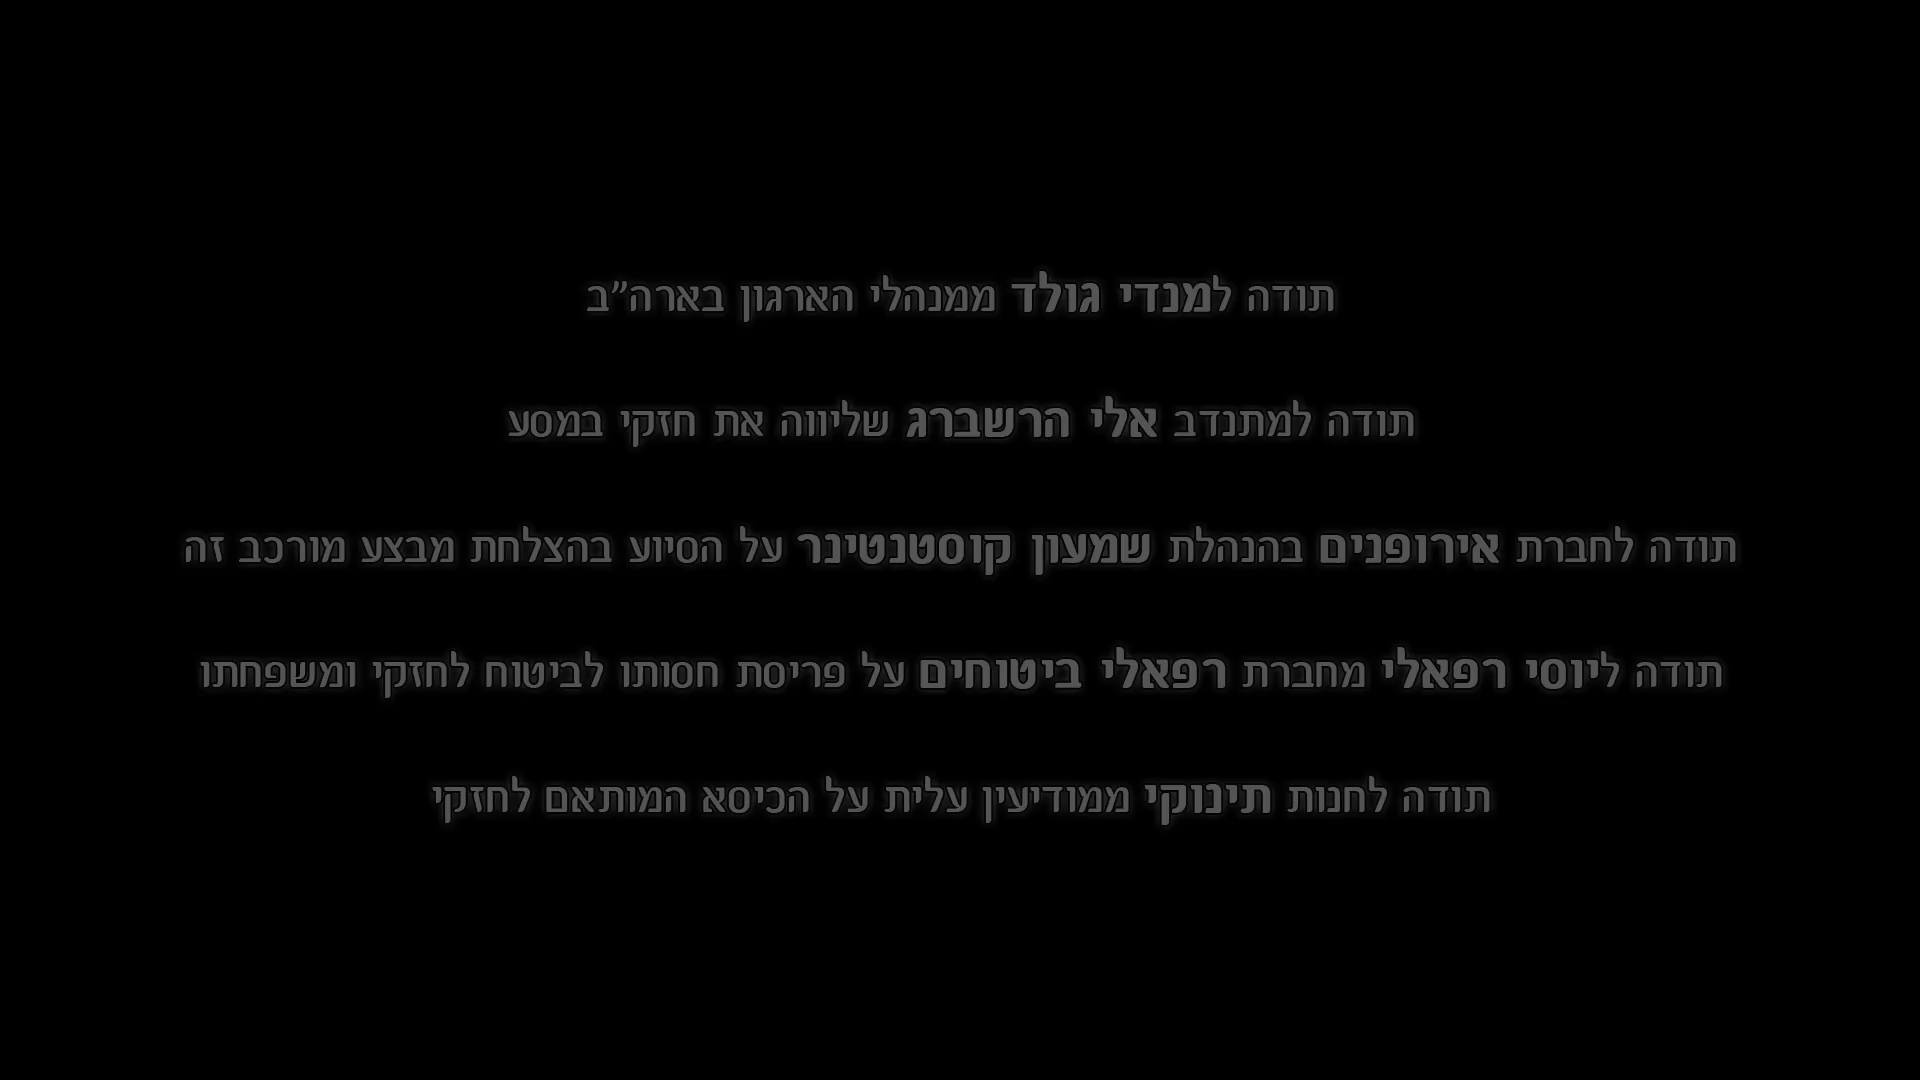 תודה למנדי גולד ממנהלי הארגון בארה״ב
תודה למתנדב אלי הרשברג שליווה את חזקי במסע
תודה לחברת אירופנים בהנהלת שמעון קוסטנטינר על הסיוע בהצלחת מבצע מורכב זה
תודה ליוסי רפאלי מחברת רפאלי ביטוחים על פריסת חסותו לביטוח לחזקי ומשפחתו
תודה לחנות תינוקי ממודיעין עלית על הכיסא המותאם לחזקי